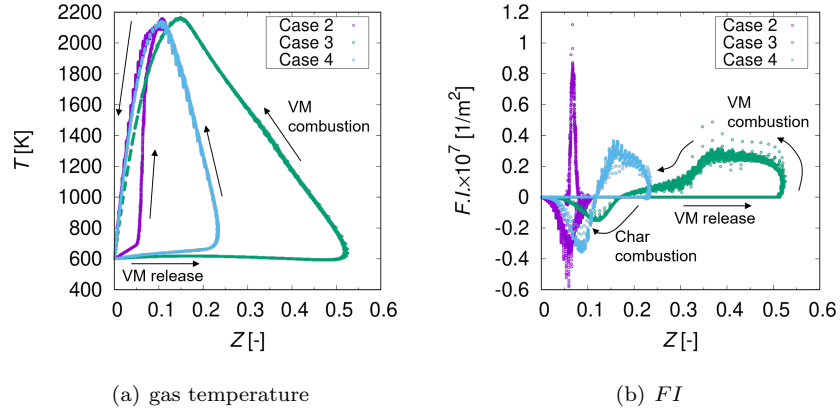 2200
2000
1800
1600
1400
1200
1000
800
600
400
T [K]
0
0.1
0.2
0.3
0.4
0.5
0.6
Z [-]
Case 2
Case 3
Case 4
VM
combustion
VM release
(a) gas temperature
1.2
1
0.8
0.6
0.4
0.2
0
-0.2
-0.4
-0.6
F.I.×10⁷ [1/m²]
0
0.1
0.2
0.3
0.4
0.5
0.6
Z [-]
Case 2
Case 3
Case 4
VM
combustion
VM release
Char
combustion
(b) FI